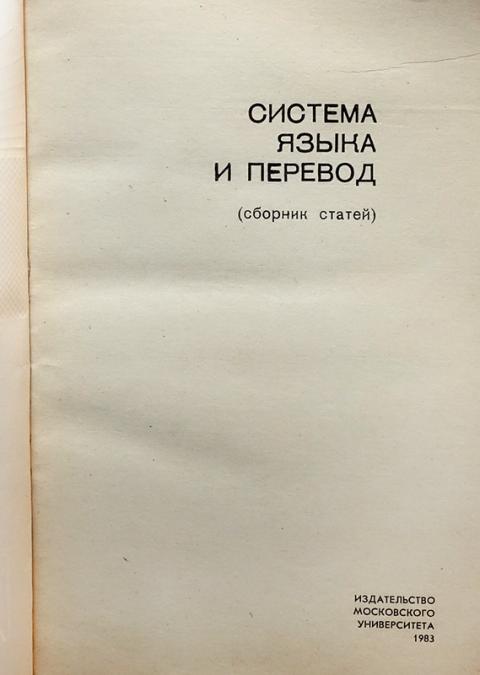 СИСТЕМА
ЯЗЫКА
И ПЕРЕВОД
(сборник статей)
ИЗДАТЕЛЬСТВО
МОСКОВСКОГО
УНИВЕРСИТЕТА
1983